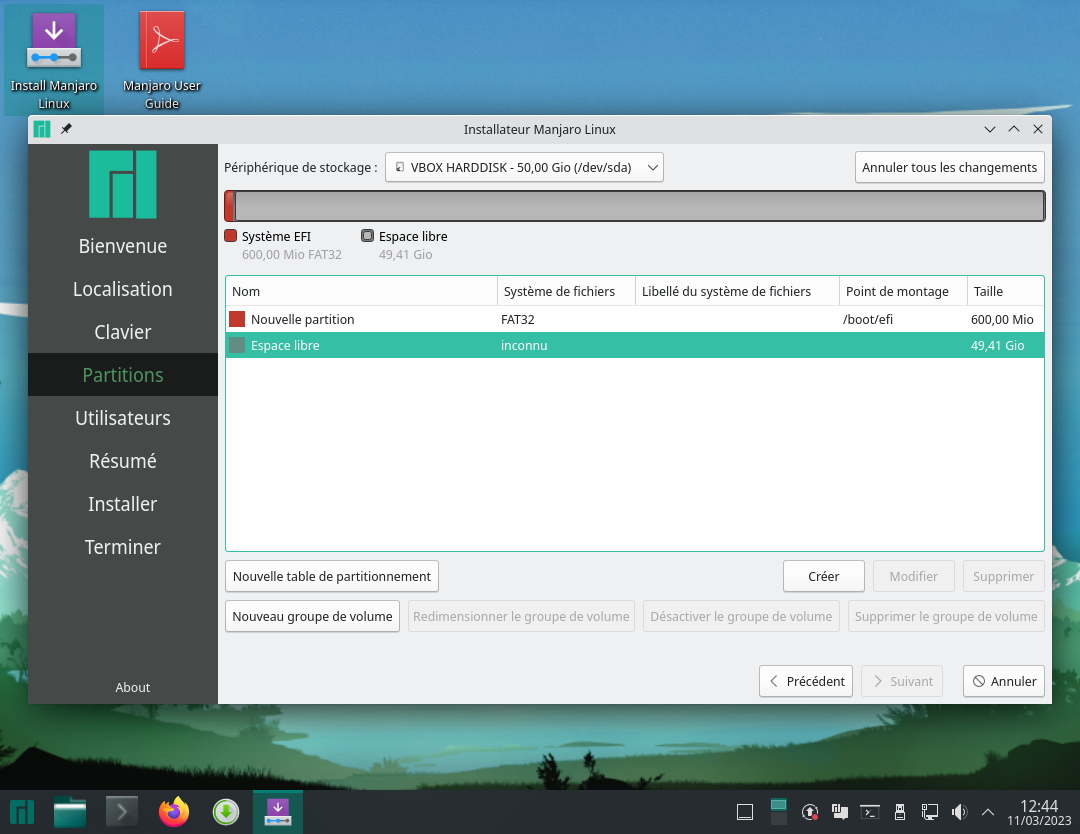 Install Manjaro
Linux
Manjaro User
Guide
Installateur Manjaro Linux
Périphérique de stockage : VBOX HARDDISK - 50,00 Gio (/dev/sda) Annuler tous les changements
Système EFI Espace libre
600,00 Mio FAT32 49,41 Gio
Bienvenue
Localisation
Clavier
Partitions
Utilisateurs
Résumé
Installer
Terminer
About
Nom Système de fichiers Libellé du système de fichiers Point de montage Taille
Nouvelle partition FAT32 /boot/efi 600,00 Mio
Espace libre inconnu 49,41 Gio
Nouvelle table de partitionnement Créer Modifier Supprimer
Nouveau groupe de volume Redimensionner le groupe de volume Désactiver le groupe de volume Supprimer le groupe de volume
Précédent Suivant Annuler
12:44
11/03/2023